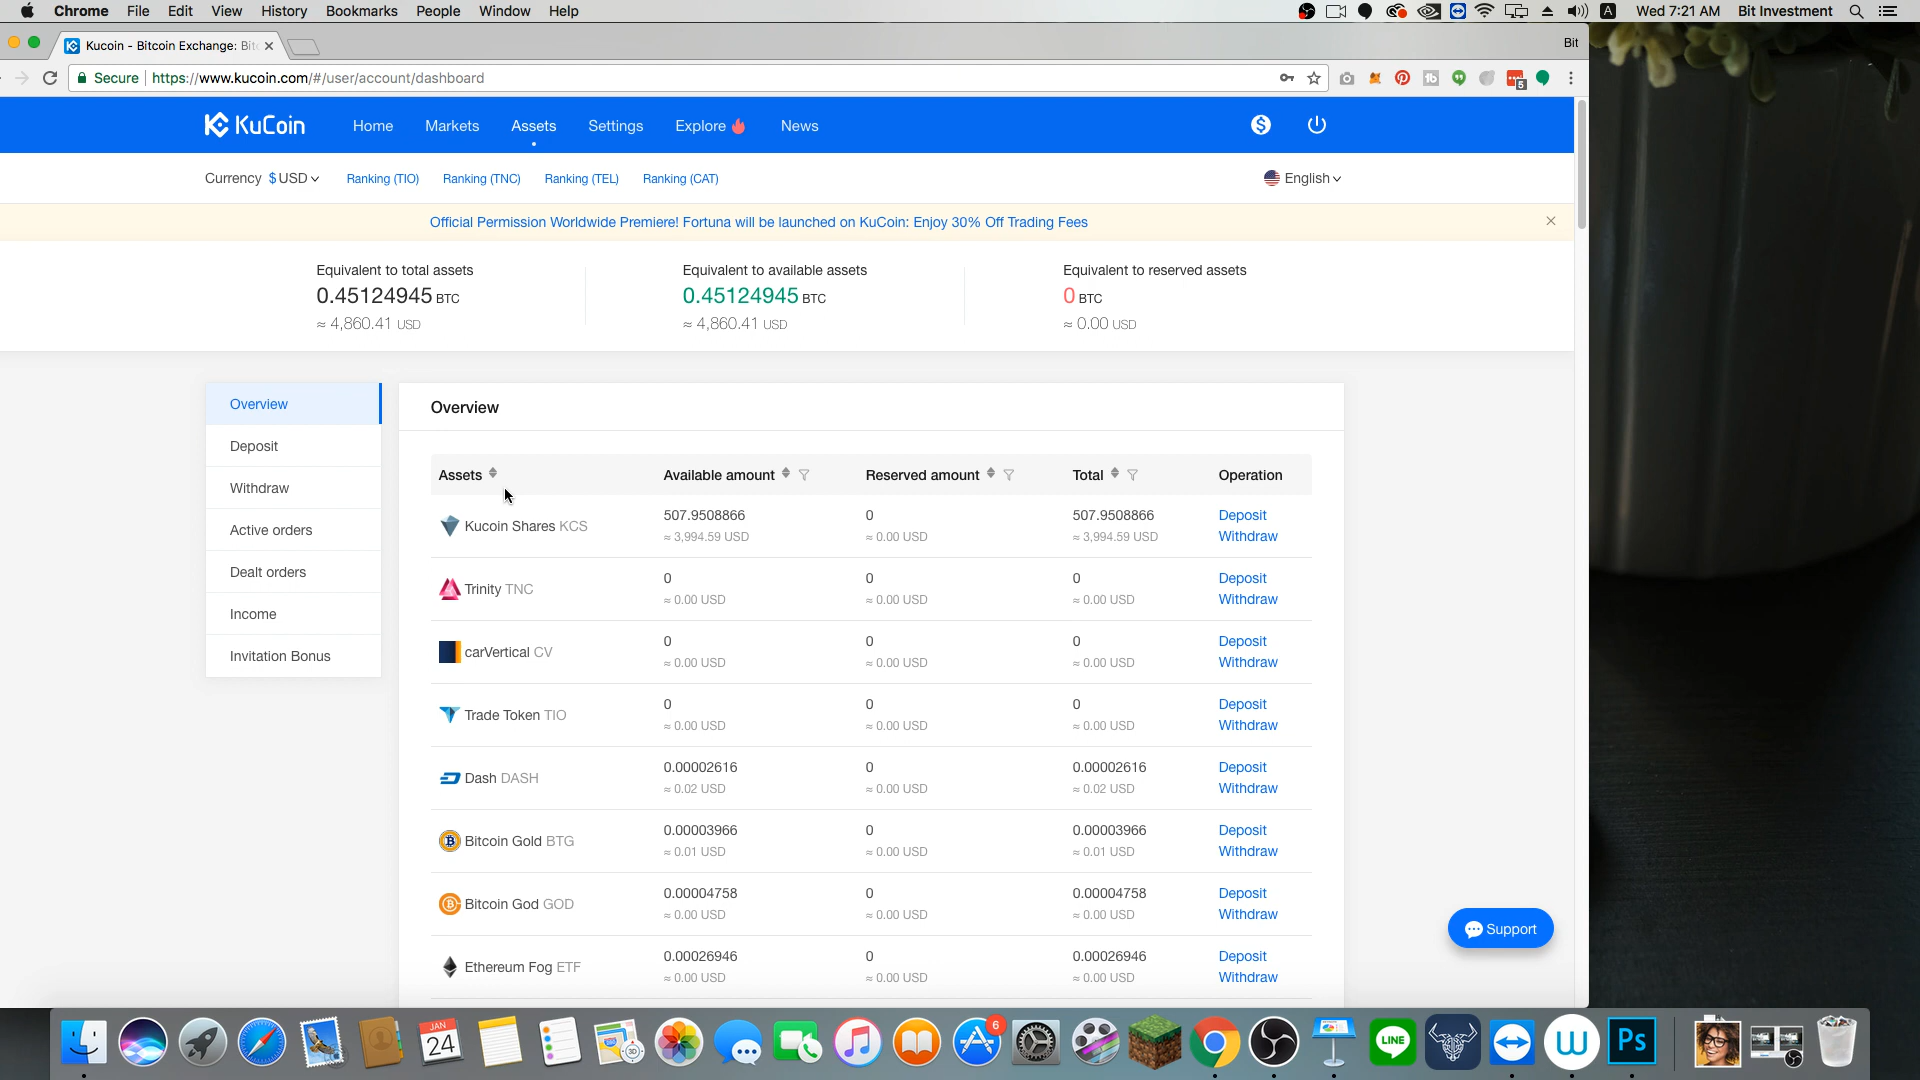 Chrome File Edit View History Bookmarks People Window Help
A Wed 7:21 AM Bit Investment
Kucoin - Bitcoin Exchange: Bit
Bit
Secure https://www.kucoin.com/#/user/account/dashboard
5
KuCoin Home Markets Assets Settings Explore News
Currency $ USD Ranking (TIO) Ranking (TNC) Ranking (TEL) Ranking (CAT) English
Official Permission Worldwide Premiere! Fortuna will be launched on KuCoin: Enjoy 30% Off Trading Fees
Equivalent to total assets Equivalent to available assets Equivalent to reserved assets
0.45124945 BTC 0.45124945 BTC 0 BTC
≈ 4,860.41 USD ≈ 4,860.41 USD ≈ 0.00 USD
Overview
Deposit
Withdraw
Active orders
Dealt orders
Income
Invitation Bonus
Overview
Assets Available amount Reserved amount Total Operation
Kucoin Shares KCS 507.9508866 0 507.9508866 Deposit
≈ 3,994.59 USD ≈ 0.00 USD ≈ 3,994.59 USD Withdraw
Trinity TNC 0 0 0 Deposit
≈ 0.00 USD ≈ 0.00 USD ≈ 0.00 USD Withdraw
carVertical CV 0 0 0 Deposit
≈ 0.00 USD ≈ 0.00 USD ≈ 0.00 USD Withdraw
Trade Token TIO 0 0 0 Deposit
≈ 0.00 USD ≈ 0.00 USD ≈ 0.00 USD Withdraw
Dash DASH 0.00002616 0 0.00002616 Deposit
≈ 0.02 USD ≈ 0.00 USD ≈ 0.02 USD Withdraw
Bitcoin Gold BTG 0.00003966 0 0.00003966 Deposit
≈ 0.01 USD ≈ 0.00 USD ≈ 0.01 USD Withdraw
Bitcoin God GOD 0.00004758 0 0.00004758 Deposit
≈ 0.00 USD ≈ 0.00 USD ≈ 0.00 USD Withdraw
Ethereum Fog ETF 0.00026946 0 0.00026946 Deposit
≈ 0.00 USD ≈ 0.00 USD ≈ 0.00 USD Withdraw
Support
JAN
24
3D
6
LINE
W
Ps